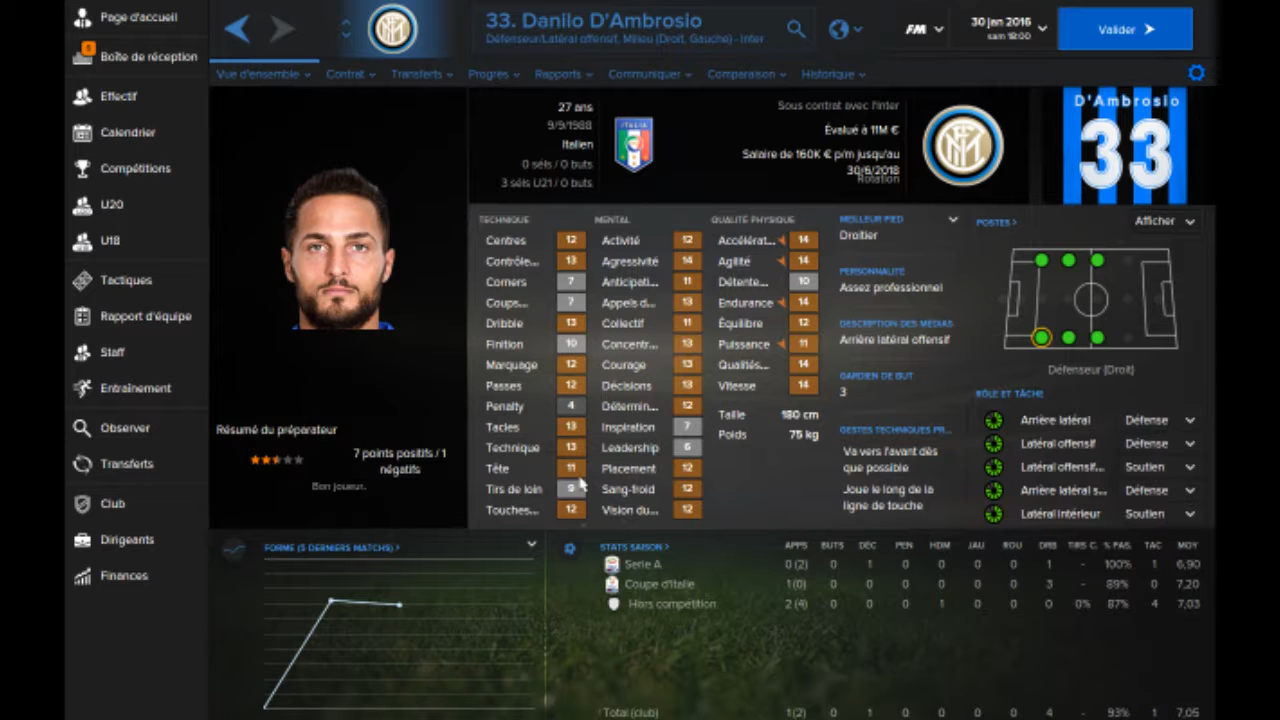 Page d'accueil
Boîte de réception
Effectif
Calendrier
Compétitions
U20
U18
Tactiques
Rapport d'équipe
Staff
Entraînement
Observer
Transferts
Club
Dirigeants
Finances
33. Danilo D'Ambrosio
Défenseur/Latéral offensif, Milieu (Droit, Gauche) - Inter
FM
30 jan 2016
sam 18:00
Valider
Vue d'ensemble Contrat Transferts Progrès Rapports Communiquer Comparaison Historique
27 ans
9/9/1988
Italien
0 séls / 0 buts
3 séls U21 / 0 buts
ITALIA
Sous contrat avec l'Inter
Évalué à 11M €
Salaire de 160K € p/m jusqu'au
30/6/2018
Rotation
D'Ambrosio
33
Résumé du préparateur
7 points positifs / 1
négatifs
Bon joueur.
TECHNIQUE
Centres 12
Contrôle... 13
Corners 7
Coups... 7
Dribble 13
Finition 10
Marquage 12
Passes 12
Penalty 4
Tacles 13
Technique 13
Tête 11
Tirs de loin 9
Touches... 12
MENTAL
Activité 12
Agressivité 14
Anticipati... 11
Appels d... 13
Collectif 11
Concentr... 13
Courage 13
Décisions 13
Détermin... 12
Inspiration 7
Leadership 6
Placement 12
Sang-froid 12
Vision du... 12
QUALITÉ PHYSIQUE
Accélérat... 14
Agilité 14
Détente... 10
Endurance 14
Équilibre 12
Puissance 11
Qualités... 14
Vitesse 14
Taille 180 cm
Poids 75 kg
MEILLEUR PIED
Droitier
PERSONNALITÉ
Assez professionnel
DESCRIPTION DES MÉDIAS
Arrière latéral offensif
GARDIEN DE BUT
3
GESTES TECHNIQUES PR...
Va vers l'avant dès
que possible
Joue le long de la
ligne de touche
POSTES >
Afficher
Défenseur (Droit)
RÔLE ET TÂCHE
Arrière latéral Défense
Latéral offensif Défense
Latéral offensif... Soutien
Arrière latéral s... Défense
Latéral intérieur Soutien
FORME (5 DERNIERS MATCHS) >
STATS SAISON > APPS BUTS DÉC PEN HDM JAU ROU DRB TIRS C. % PAS. TAC MOY
Serie A 0 (2) 0 1 0 0 0 0 1 - 100% 1 6,90
Coupe d'Italie 1 (0) 0 0 0 0 0 0 3 - 89% 0 7,20
Hors compétition 2 (4) 0 0 0 1 0 0 0 0% 87% 4 7,03
Total (club) 1 (2) 0 1 0 0 0 0 4 - 93% 1 7,05